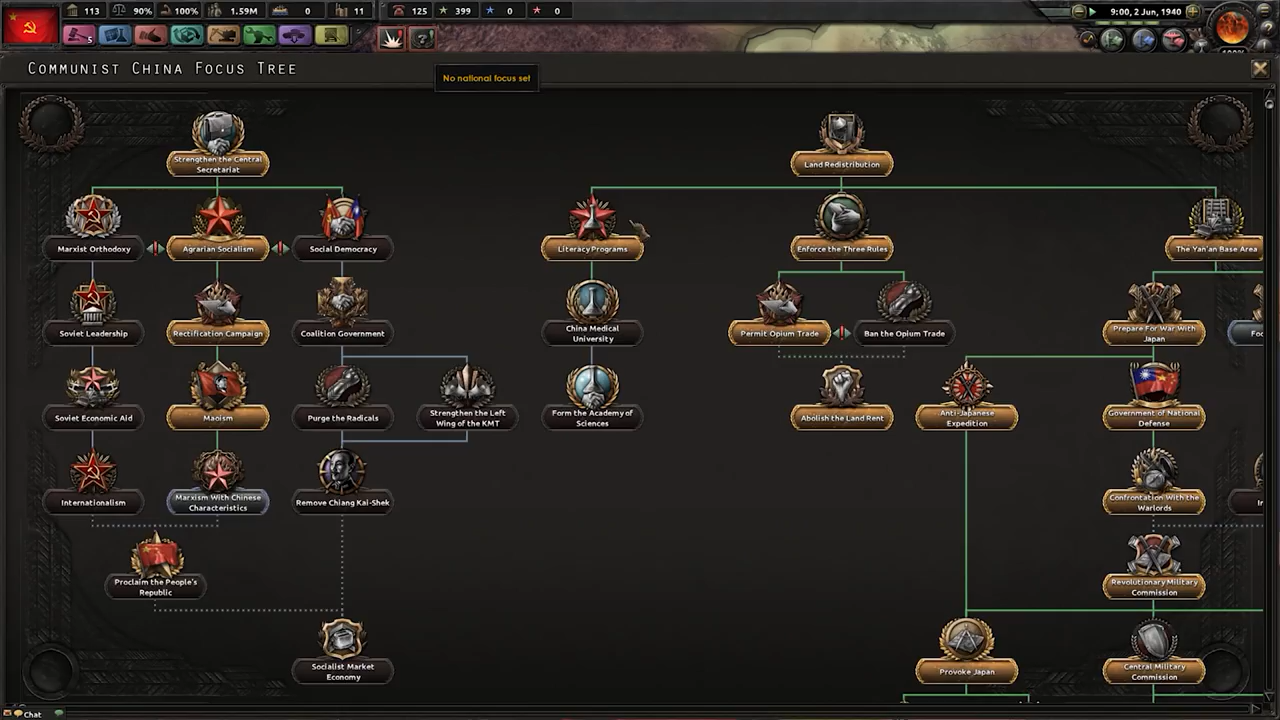 113
90%
100%
1.59M
0
11
125
399
0
0
9:00, 2 Jun, 1940
5
100%
COMMUNIST CHINA FOCUS TREE
No national focus set
Strengthen the Central
Secretariat
Land Redistribution
Marxist Orthodoxy
Agrarian Socialism
Social Democracy
Literacy Programs
Enforce the Three Rules
The Yan'an Base Area
Soviet Leadership
Rectification Campaign
Coalition Government
China Medical
University
Permit Opium Trade
Ban the Opium Trade
Prepare For War With
Japan
Soviet Economic Aid
Maoism
Purge the Radicals
Strengthen the Left
Wing of the KMT
Form the Academy of
Sciences
Abolish the Land Rent
Anti-Japanese
Expedition
Government of National
Defense
Internationalism
Marxism With Chinese
Characteristics
Remove Chiang Kai-Shek
Confrontation With the
Warlords
Proclaim the People's
Republic
Revolutionary Military
Commission
Socialist Market
Economy
Provoke Japan
Central Military
Commission
Chat